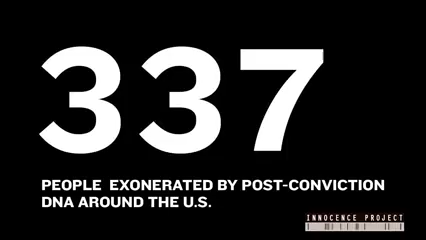 337
PEOPLE EXONERATED BY POST-CONVICTION
DNA AROUND THE U.S.
INNOCENCE PROJECT